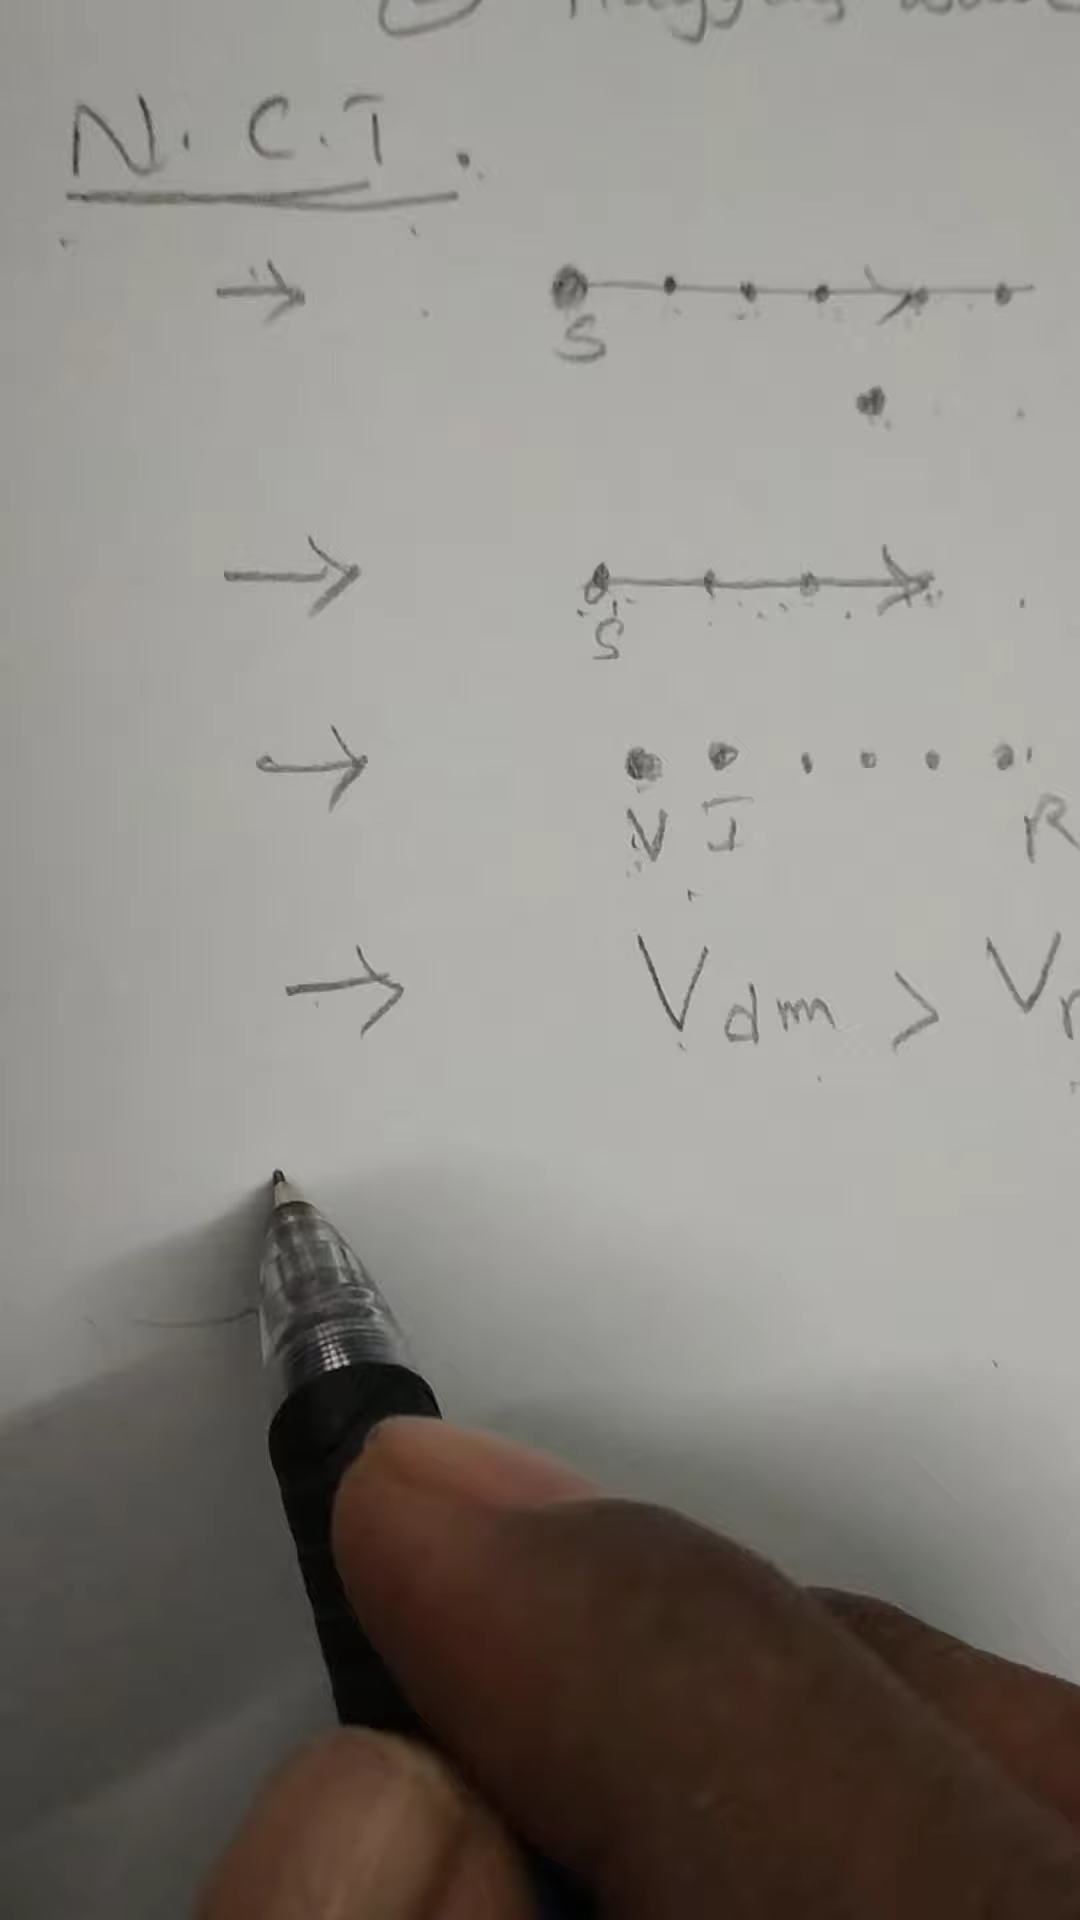 N.C.T.
→ S
→ S
→ V I R
→ Vdm > V